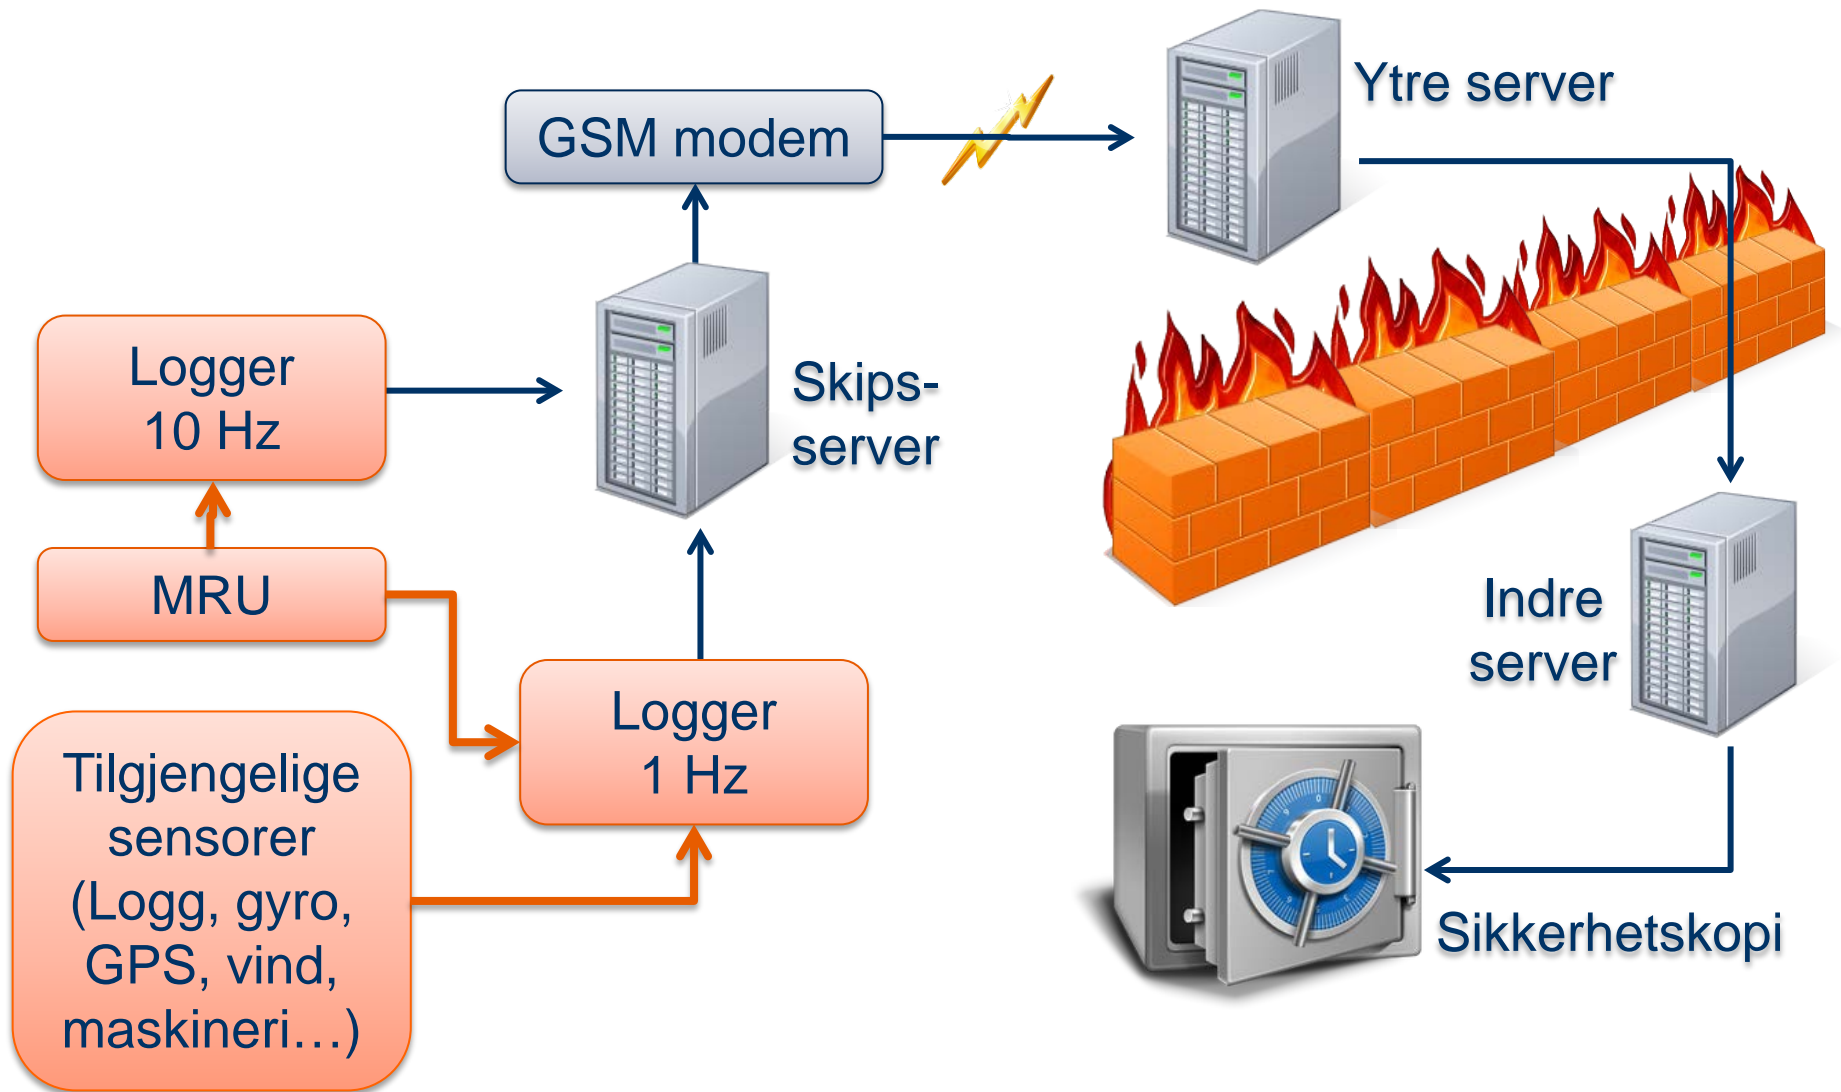 GSM modem
Ytre server
Logger
10 Hz
Skips-
server
MRU
Logger
1 Hz
Tilgjengelige
sensorer
(Logg, gyro,
GPS, vind,
maskineri…)
Indre
server
Sikkerhetskopi